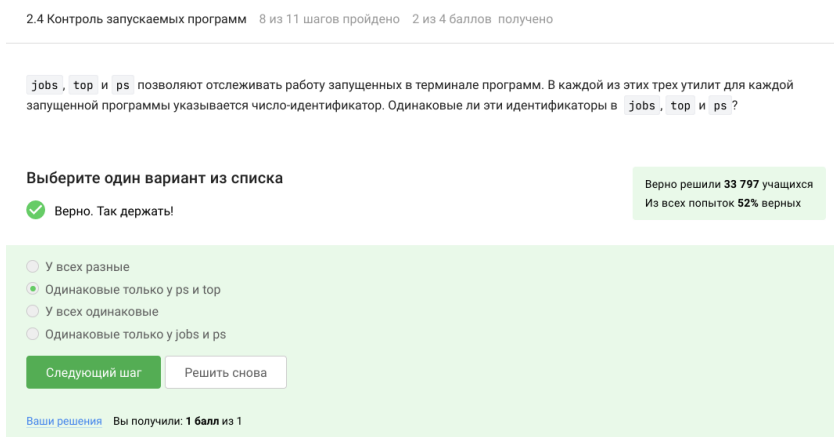 2.4 Контроль запускаемых программ 8 из 11 шагов пройдено 2 из 4 баллов получено
jobs, top и ps позволяют отслеживать работу запущенных в терминале программ. В каждой из этих трех утилит для каждой
запущенной программы указывается число-идентификатор. Одинаковые ли эти идентификаторы в jobs, top и ps?
Выберите один вариант из списка
Верно. Так держать!
Верно решили 33 797 учащихся
Из всех попыток 52% верных
У всех разные
Одинаковые только у ps и top
У всех одинаковые
Одинаковые только у jobs и ps
Следующий шаг Решить снова
Ваши решения Вы получили: 1 балл из 1